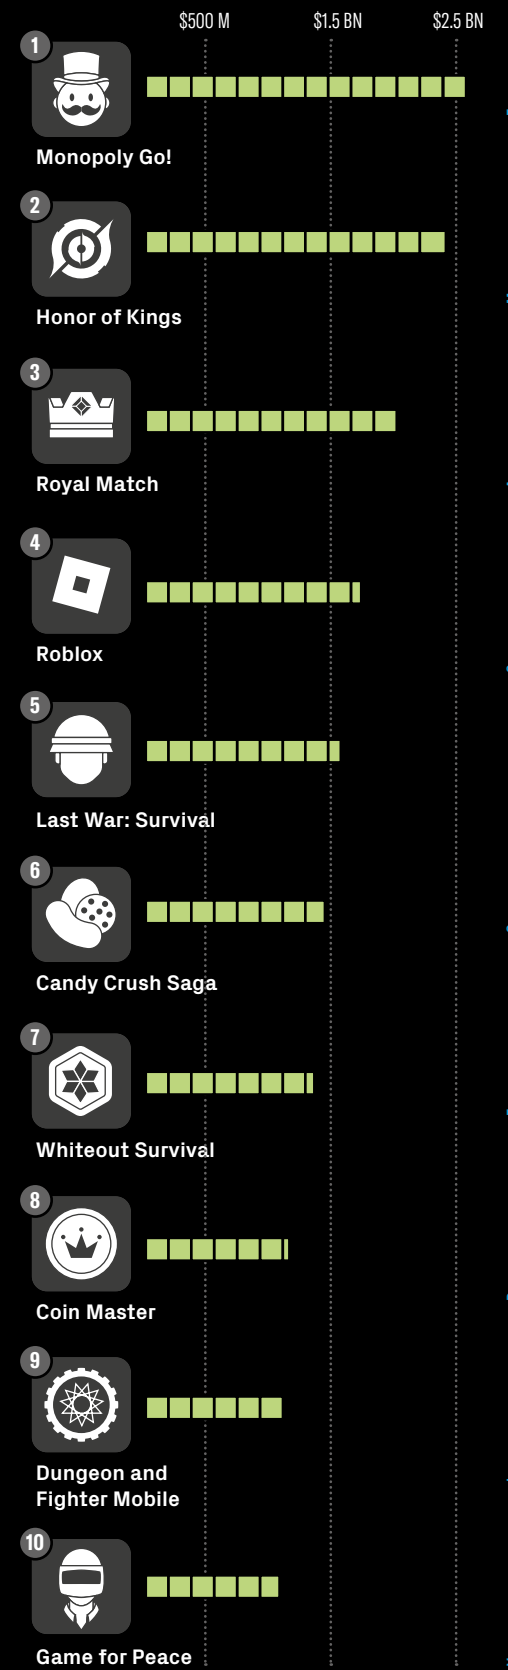 $500 M $1.5 BN $2.5 BN
1
Monopoly Go!
2
Honor of Kings
3
Royal Match
4
Roblox
5
Last War: Survival
6
Candy Crush Saga
7
Whiteout Survival
8
Coin Master
9
Dungeon and
Fighter Mobile
10
Game for Peace